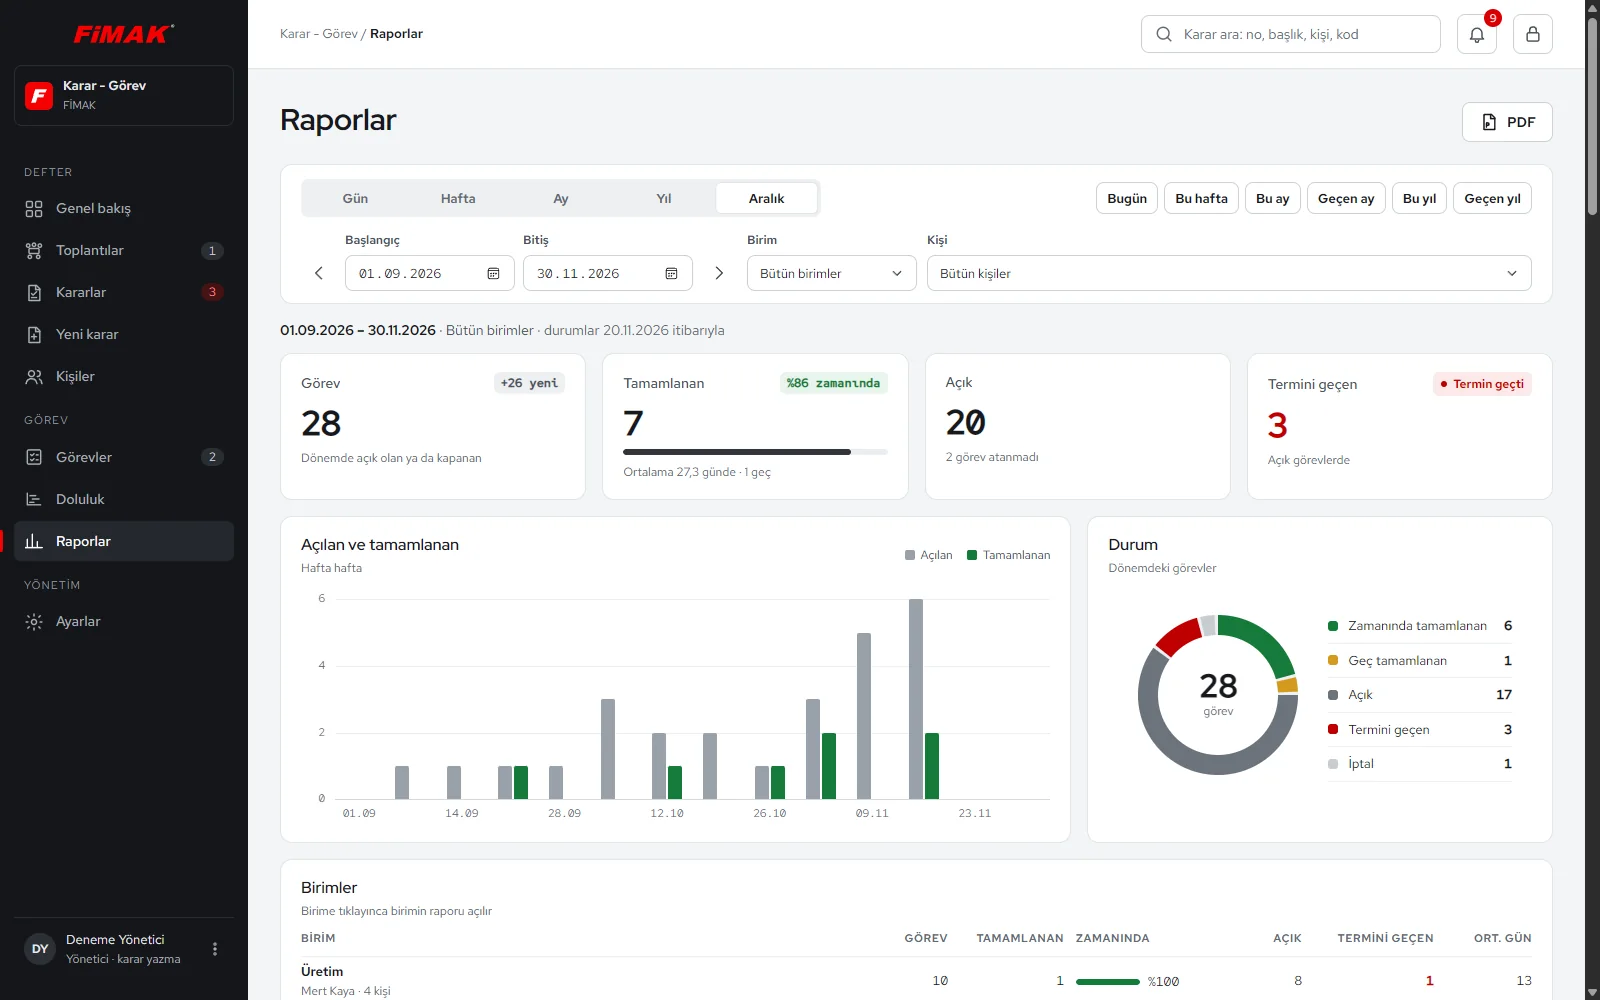 FiMAK
Karar - Görev / Raporlar
Karar ara: no, başlık, kişi, kod
9
F
Karar - Görev
FİMAK
DEFTER
Genel bakış
Toplantılar 1
Kararlar 3
Yeni karar
Kişiler
GÖREV
Görevler 2
Doluluk
Raporlar
YÖNETİM
Ayarlar
DY
Deneme Yönetici
Yönetici · karar yazma
Raporlar
PDF
Gün Hafta Ay Yıl Aralık
Bugün Bu hafta Bu ay Geçen ay Bu yıl Geçen yıl
Başlangıç Bitiş Birim Kişi
01.09.2026 30.11.2026 Bütün birimler Bütün kişiler
01.09.2026 – 30.11.2026 · Bütün birimler · durumlar 20.11.2026 itibarıyla
Görev +26 yeni
28
Dönemde açık olan ya da kapanan
Tamamlanan %86 zamanında
7
Ortalama 27,3 günde · 1 geç
Açık
20
2 görev atanmadı
Termini geçen Termin geçti
3
Açık görevlerde
Açılan ve tamamlanan
Hafta hafta
Açılan Tamamlanan
6
4
2
0
01.09 14.09 28.09 12.10 26.10 09.11 23.11
Durum
Dönemdeki görevler
28
görev
Zamanında tamamlanan 6
Geç tamamlanan 1
Açık 17
Termini geçen 3
İptal 1
Birimler
Birime tıklayınca birimin raporu açılır
BİRİM GÖREV TAMAMLANAN ZAMANINDA AÇIK TERMİNİ GEÇEN ORT. GÜN
Üretim 10 1 %100 8 1 13
Mert Kaya · 4 kişi